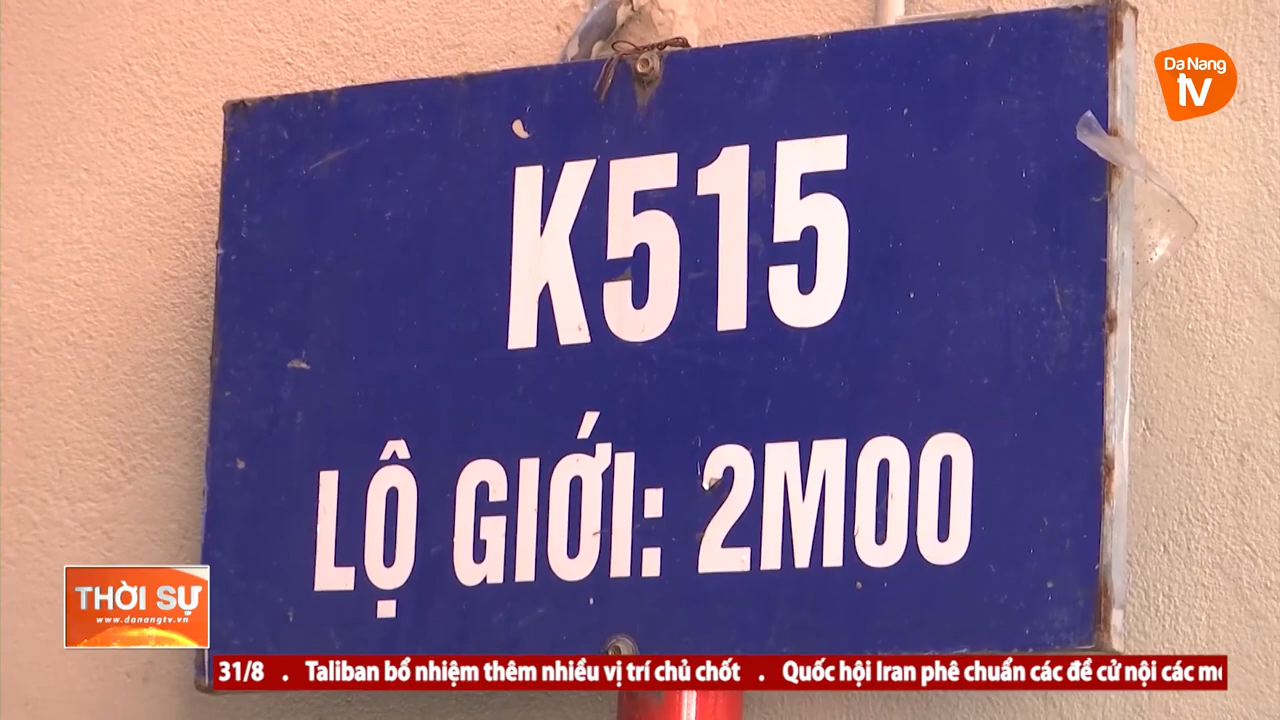 Da Nang
tv
K515
LỘ GIỚI: 2M00
THỜI SỰ
www.danangtv.vn
31/8 . Taliban bổ nhiệm thêm nhiều vị trí chủ chốt . Quốc hội Iran phê chuẩn các đề cử nội các